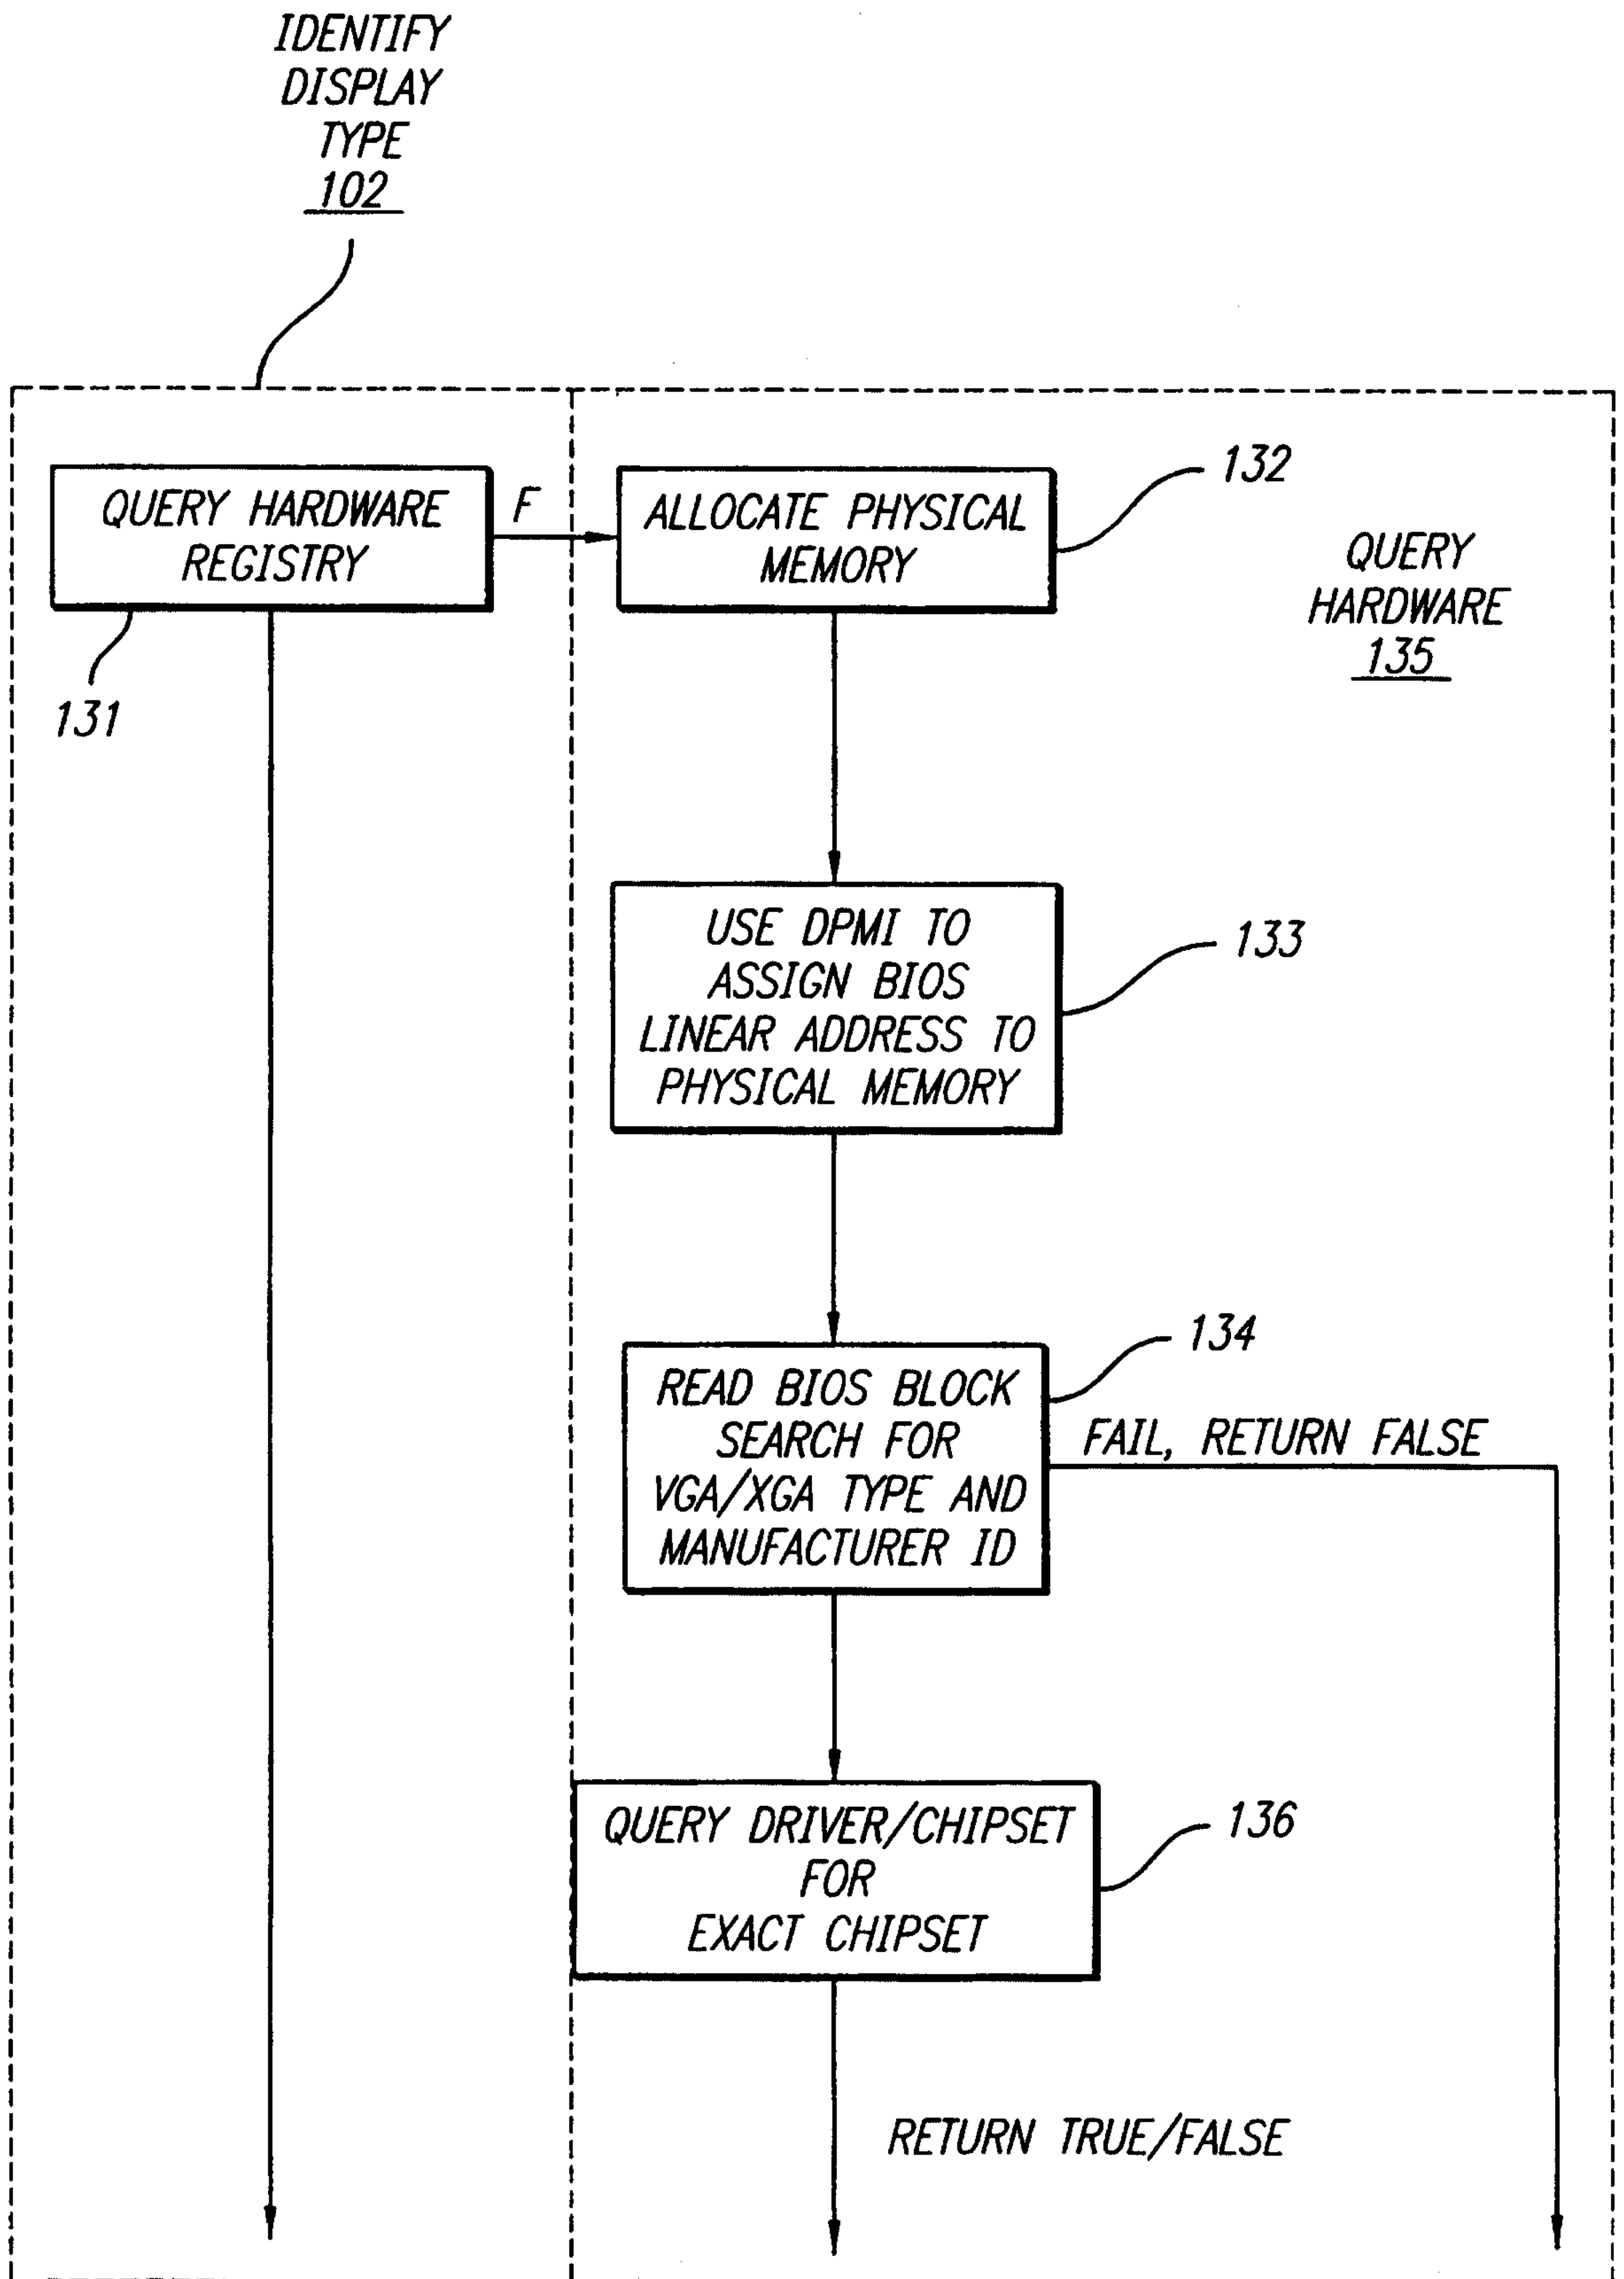 IDENTIFY
DISPLAY
TYPE
102
QUERY HARDWARE
REGISTRY
131
F
ALLOCATE PHYSICAL
MEMORY
132
QUERY
HARDWARE
135
USE DPMI TO
ASSIGN BIOS
LINEAR ADDRESS TO
PHYSICAL MEMORY
133
READ BIOS BLOCK
SEARCH FOR
VGA/XGA TYPE AND
MANUFACTURER ID
134
FAIL, RETURN FALSE
QUERY DRIVER/CHIPSET
FOR
EXACT CHIPSET
136
RETURN TRUE/FALSE